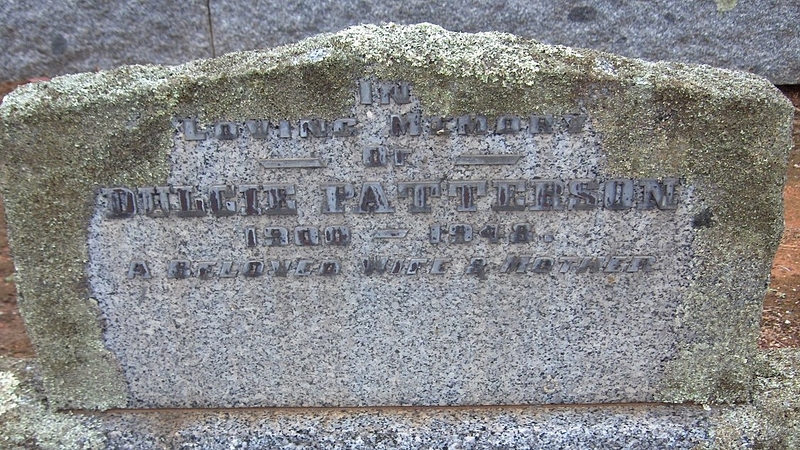 IN
LOVING MEMORY
OF
DULCIE PATTERSON
1900 — 1948.
A BELOVED WIFE & MOTHER